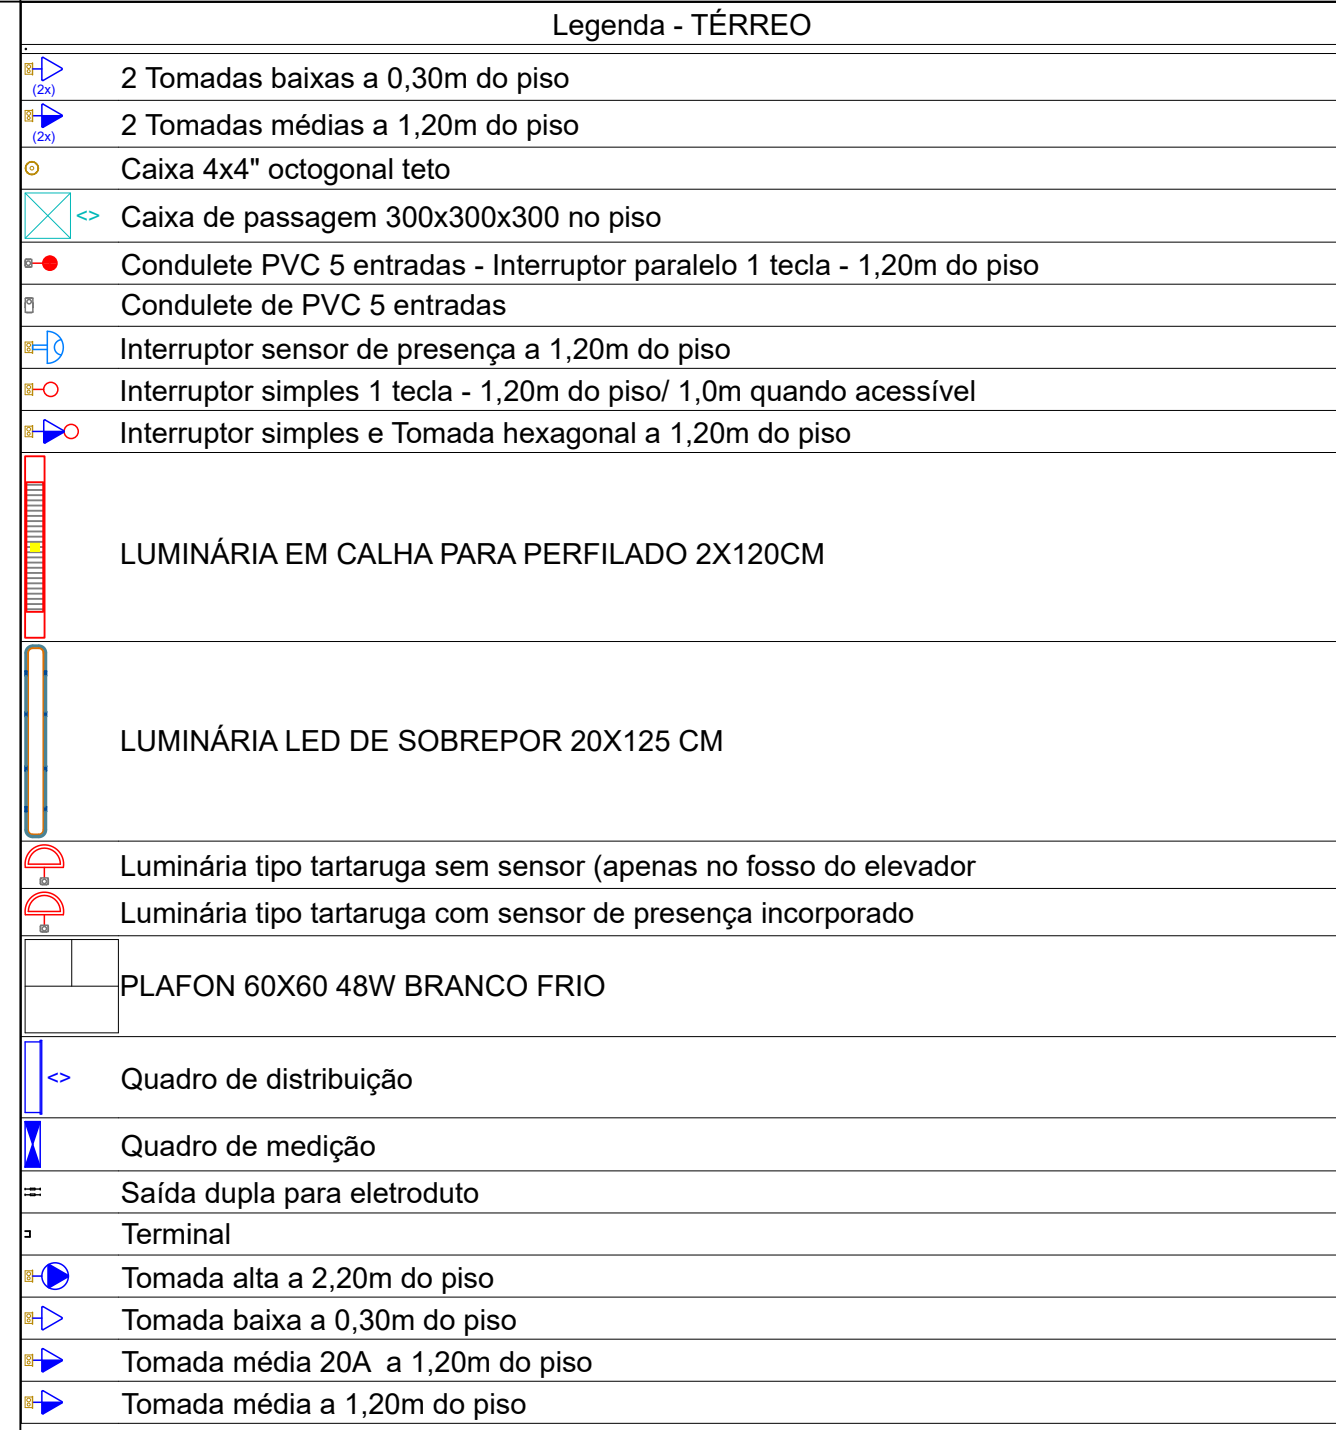 Legenda - TÉRREO
2 Tomadas baixas a 0,30m do piso
(2x)
2 Tomadas médias a 1,20m do piso
(2x)
Caixa 4x4" octogonal teto
<> Caixa de passagem 300x300x300 no piso
Condulete PVC 5 entradas - Interruptor paralelo 1 tecla - 1,20m do piso
Condulete de PVC 5 entradas
Interruptor sensor de presença a 1,20m do piso
Interruptor simples 1 tecla - 1,20m do piso/ 1,0m quando acessível
Interruptor simples e Tomada hexagonal a 1,20m do piso
LUMINÁRIA EM CALHA PARA PERFILADO 2X120CM
LUMINÁRIA LED DE SOBREPOR 20X125 CM
Luminária tipo tartaruga sem sensor (apenas no fosso do elevador
Luminária tipo tartaruga com sensor de presença incorporado
PLAFON 60X60 48W BRANCO FRIO
<> Quadro de distribuição
Quadro de medição
Saída dupla para eletroduto
Terminal
Tomada alta a 2,20m do piso
Tomada baixa a 0,30m do piso
Tomada média 20A  a 1,20m do piso
Tomada média a 1,20m do piso